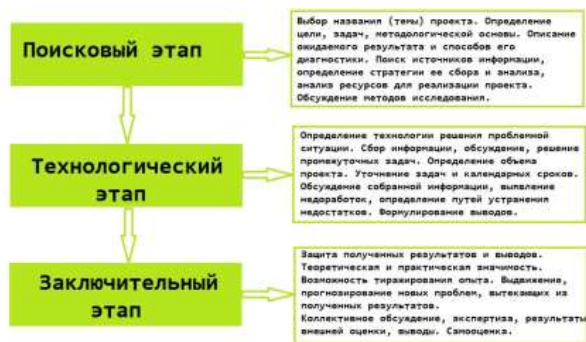 Поисковый этап
Выбор названия (темы) проекта. Определение
цели, задач, методологической основы. Описание
ожидаемого результата и способов его
диагностики. Поиск источников информации,
определение стратегии ее сбора и анализа,
анализ ресурсов для реализации проекта.
Обсуждение методов исследования.
Технологический
этап
Определение технологии решения проблемной
ситуации. Сбор информации, обсуждение, решение
промежуточных задач. Определение объема
проекта. Уточнение задач и календарных сроков.
Обсуждение собранной информации, выявление
недоработок, определение путей устранения
недостатков. Формулирование выводов.
Заключительный
этап
Защита полученных результатов и выводов.
Теоретическая и практическая значимость.
Возможность тиражирования опыта. Выдвижение,
прогнозирование новых проблем, вытекающих из
полученных результатов.
Коллективное обсуждение, экспертиза, результаты
внешней оценки, выводы. Самооценка.